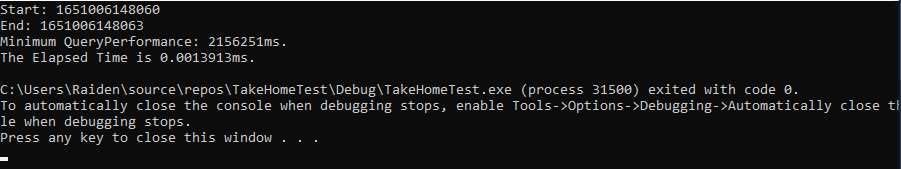 Start: 1651006148060
End: 1651006148063
Minimum QueryPerformance: 2156251ms.
The Elapsed Time is 0.0013913ms.
C:\Users\Raiden\source\repos\TakeHomeTest\Debug\TakeHomeTest.exe (process 31500) exited with code 0.
To automatically close the console when debugging stops, enable Tools->Options->Debugging->Automatically close th
le when debugging stops.
Press any key to close this window . . .